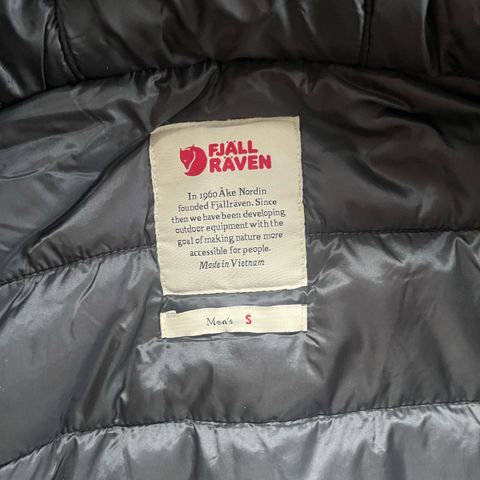 FJÄLL
RÄVEN
In 1960 Åke Nordin
founded Fjällräven. Since
then we have been developing
outdoor equipment with the
goal of making nature more
accessible for people.
Made in Vietnam
Men's S